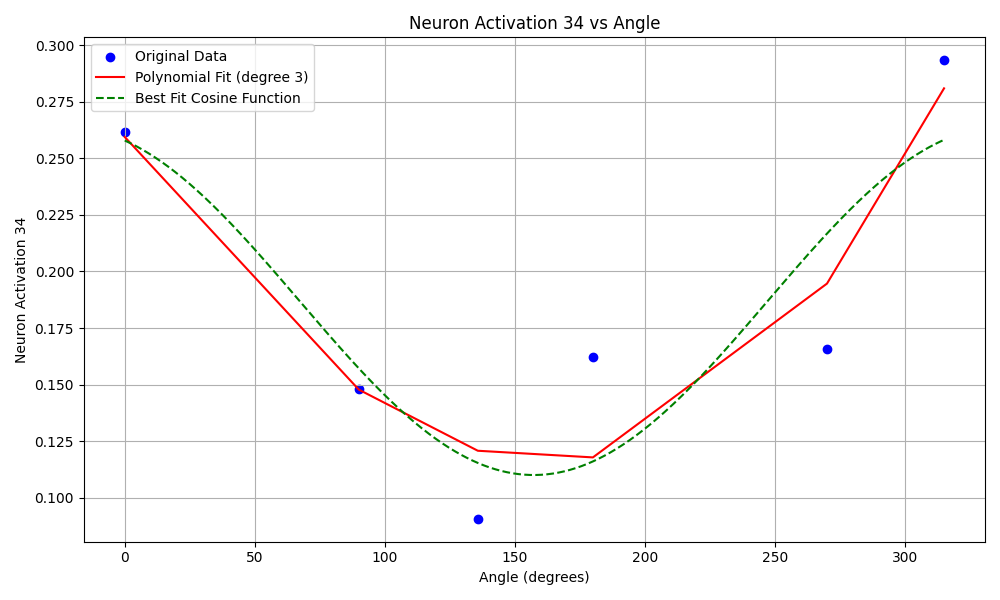 Neuron Activation 34 vs Angle
Original Data
Polynomial Fit (degree 3)
Best Fit Cosine Function
Neuron Activation 34
0.300
0.275
0.250
0.225
0.200
0.175
0.150
0.125
0.100
0 50 100 150 200 250 300
Angle (degrees)